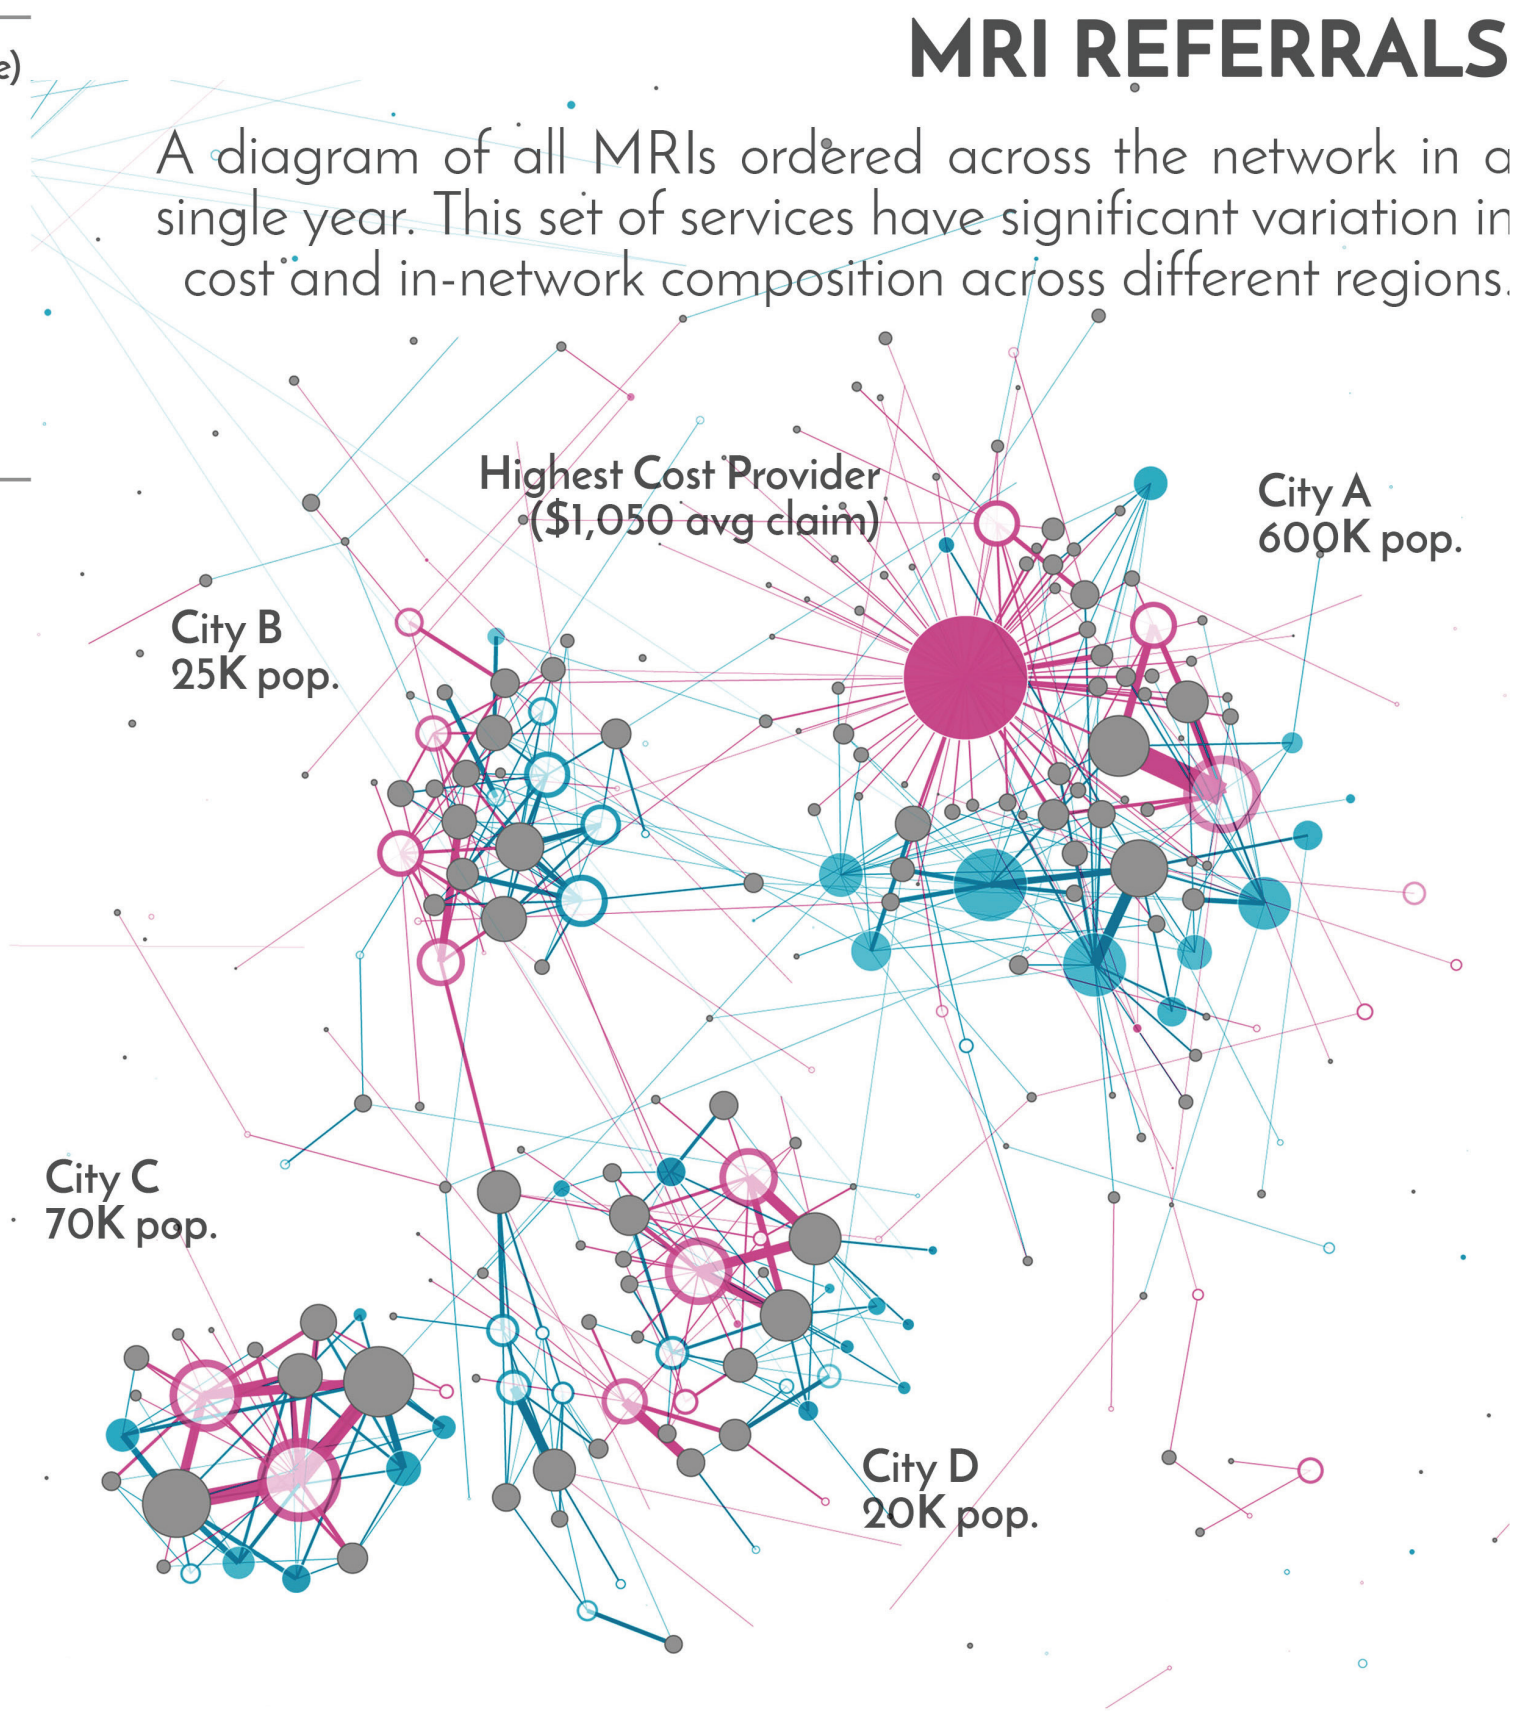 e)
MRI REFERRALS
A diagram of all MRIs ordered across the network in a
single year. This set of services have significant variation in
cost and in-network composition across different regions.
Highest Cost Provider
($1,050 avg claim)
City A
600K pop.
City B
25K pop.
City C
70K pop.
City D
20K pop.